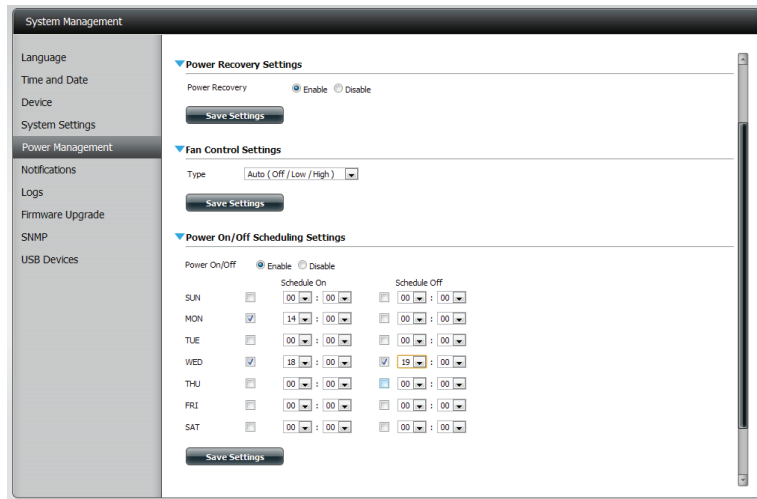 System Management
Language
Time and Date
Device
System Settings
Power Management
Notifications
Logs
Firmware Upgrade
SNMP
USB Devices
Power Recovery Settings
Power Recovery Enable Disable
Save Settings
Fan Control Settings
Type Auto ( Off / Low / High )
Save Settings
Power On/Off Scheduling Settings
Power On/Off Enable Disable
Schedule On Schedule Off
SUN 00 : 00 00 : 00
MON 14 : 00 00 : 00
TUE 00 : 00 00 : 00
WED 18 : 00 19 : 00
THU 00 : 00 00 : 00
FRI 00 : 00 00 : 00
SAT 00 : 00 00 : 00
Save Settings